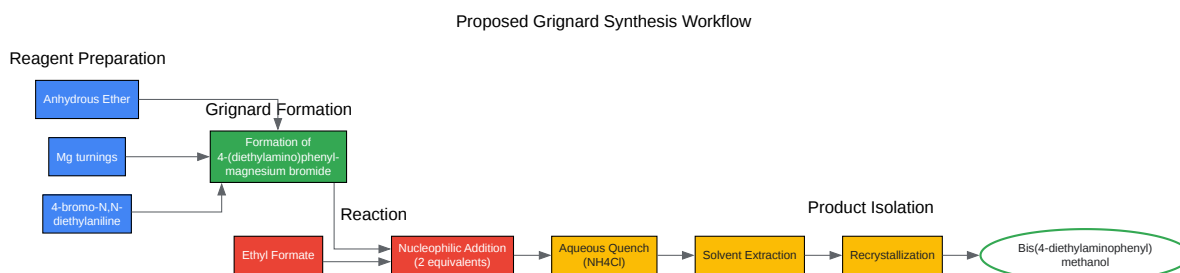 Proposed Grignard Synthesis Workflow
Reagent Preparation
Anhydrous Ether
Grignard Formation
Formation of
4-(diethylamino)phenyl-
magnesium bromide
Mg turnings
4-bromo-N,N-
diethylaniline
Reaction
Product Isolation
Ethyl Formate
Nucleophilic Addition
(2 equivalents)
Aqueous Quench
(NH4Cl)
Solvent Extraction
Recrystallization
Bis(4-diethylaminophenyl)
methanol